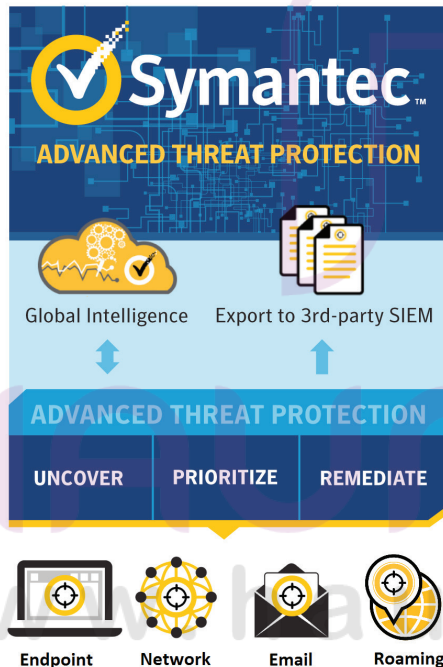 Symantec™
ADVANCED THREAT PROTECTION
Global Intelligence
Export to 3rd-party SIEM
ADVANCED THREAT PROTECTION
UNCOVER
PRIORITIZE
REMEDIATE
Endpoint
Network
Email
Roaming